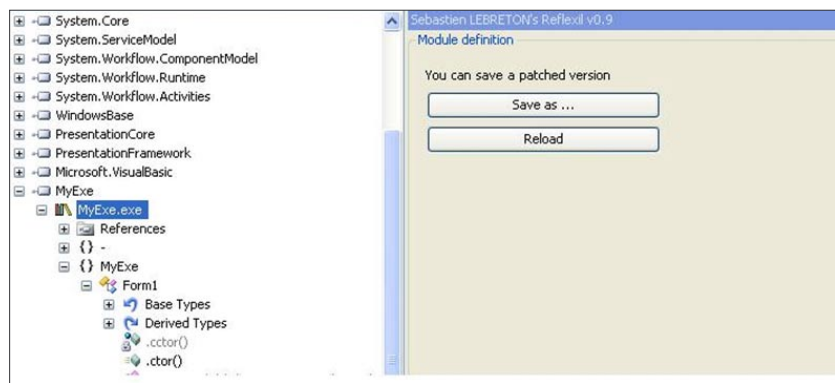 System.Core
System.ServiceModel
System.Workflow.ComponentModel
System.Workflow.Runtime
System.Workflow.Activities
WindowsBase
PresentationCore
PresentationFramework
Microsoft.VisualBasic
MyExe
MyExe.exe
References
{} -
{} MyExe
Form1
Base Types
Derived Types
.cctor()
.ctor()
Sebastien LEBRETON's Reflexil v0.9
Module definition
You can save a patched version
Save as ...
Reload